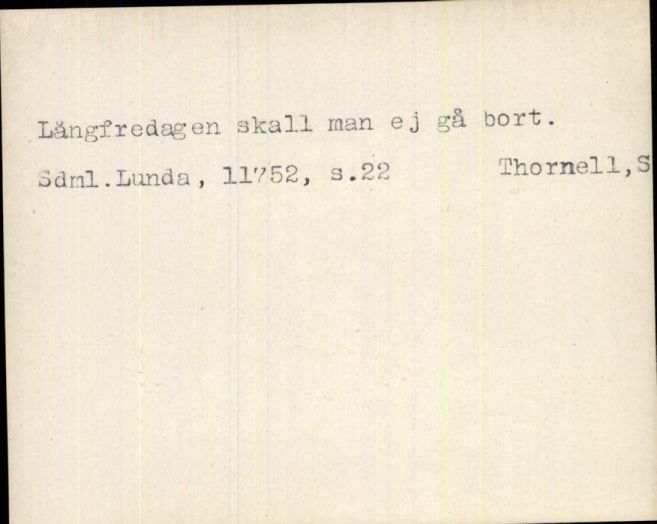 Långfredagen skall man ej gå bort.
Sdml.Lunda, 11752, s.22 Thornell,S